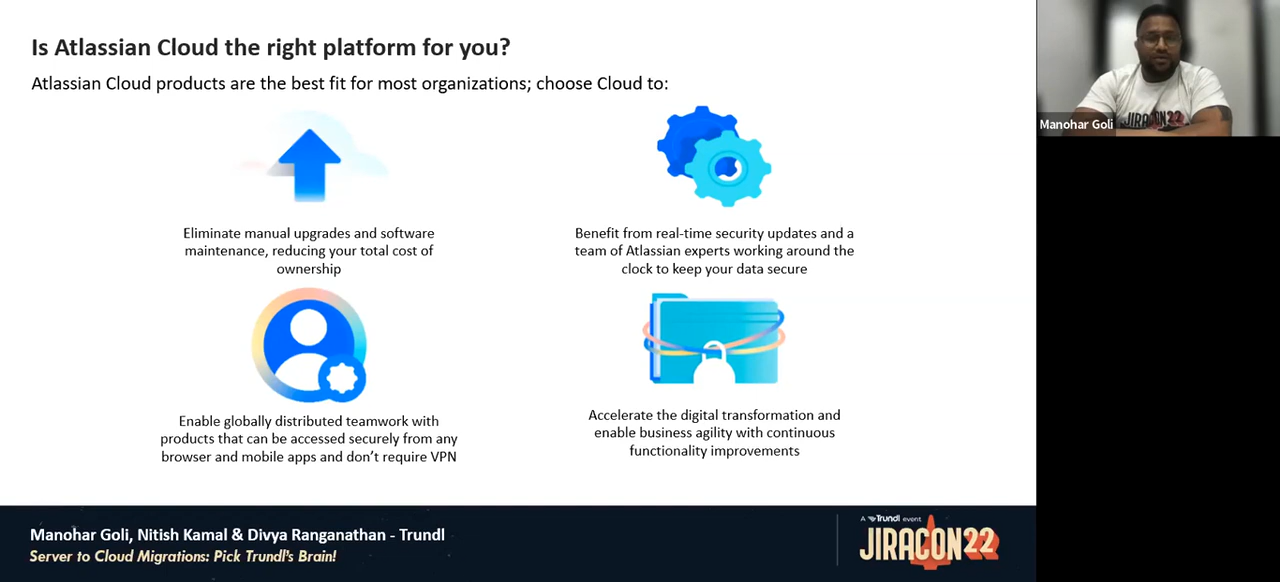 Is Atlassian Cloud the right platform for you?
Atlassian Cloud products are the best fit for most organizations; choose Cloud to:
Eliminate manual upgrades and software
maintenance, reducing your total cost of
ownership
Benefit from real-time security updates and a
team of Atlassian experts working around the
clock to keep your data secure
Enable globally distributed teamwork with
products that can be accessed securely from any
browser and mobile apps and don’t require VPN
Accelerate the digital transformation and
enable business agility with continuous
functionality improvements
Manohar Goli, Nitish Kamal & Divya Ranganathan - Trundl
Server to Cloud Migrations: Pick Trundl's Brain!
A Trundl event
JIRACON22
JIRACON22
Manohar Goli